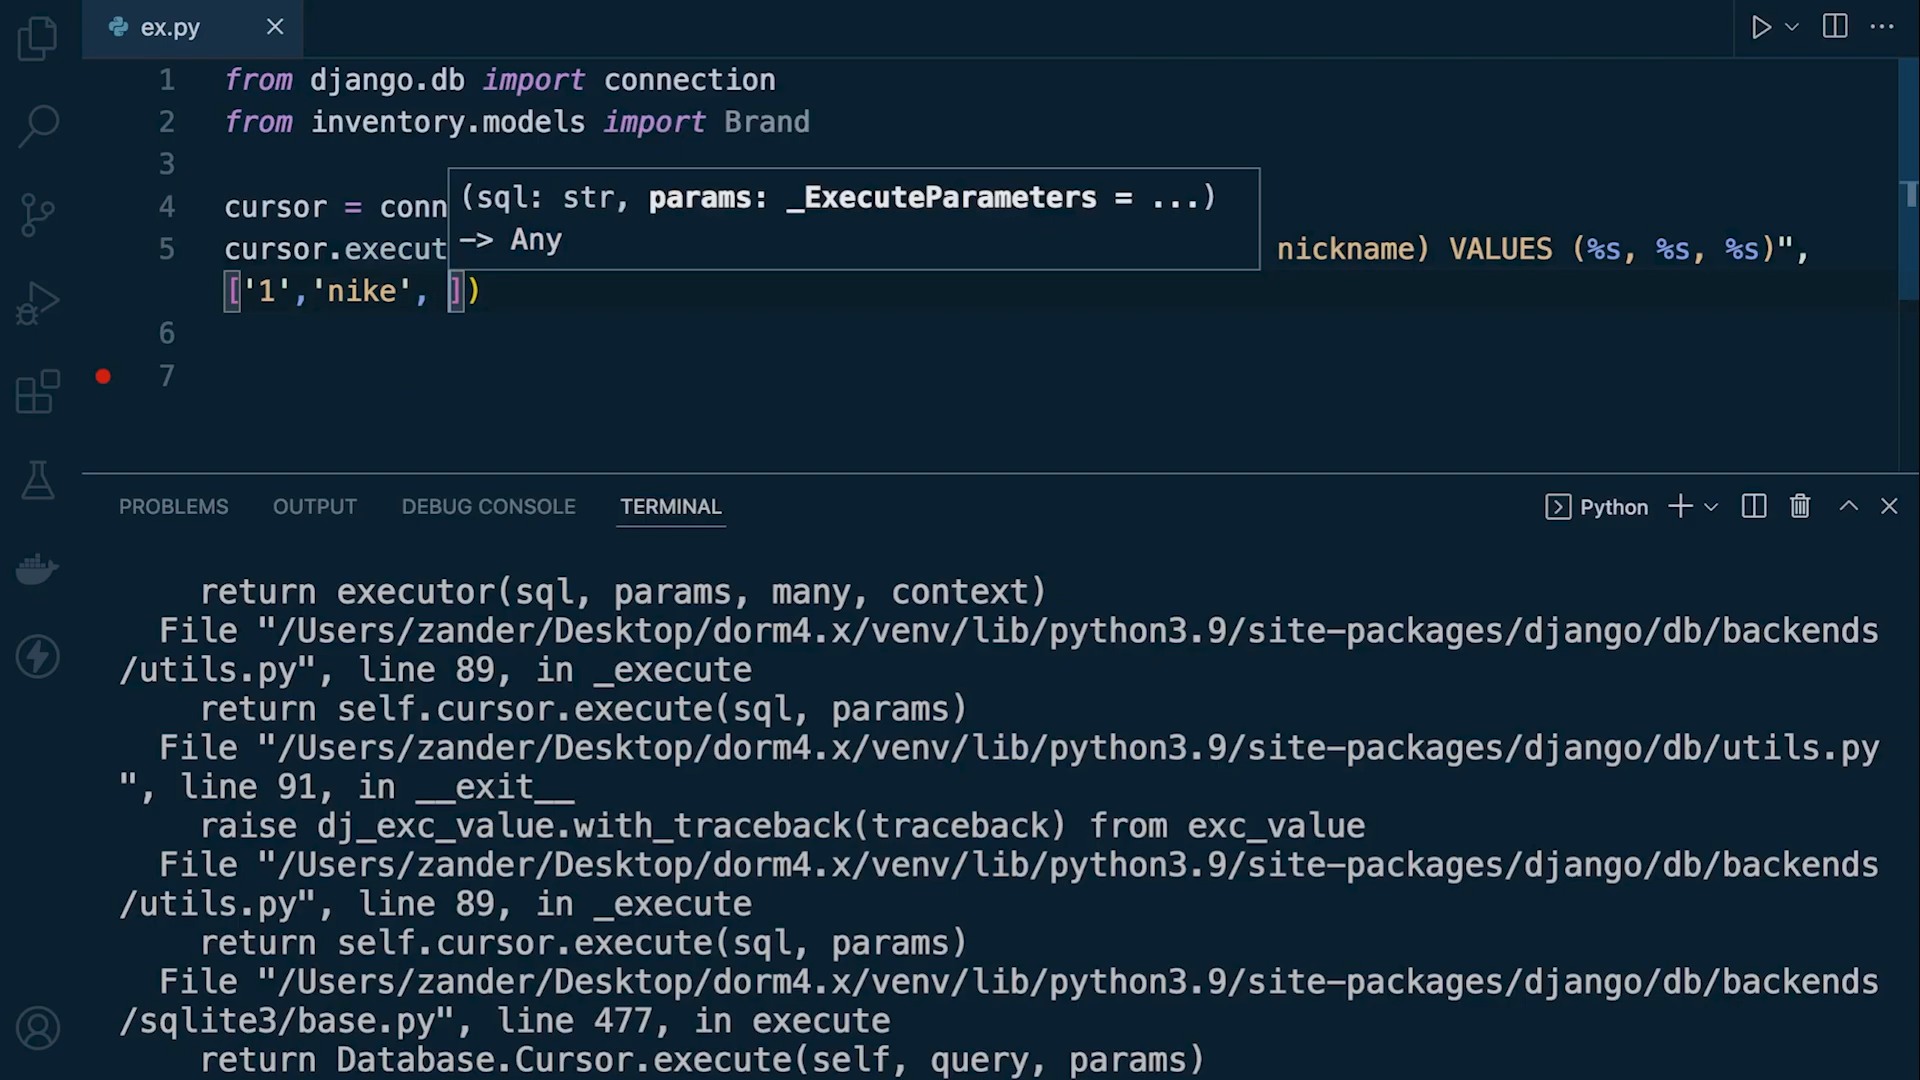 ex.py
1 from django.db import connection
2 from inventory.models import Brand
3
(sql: str, params: _ExecuteParameters = ...)
4 cursor = conn
-> Any
5 cursor.execut nickname) VALUES (%s, %s, %s)",
['1','nike', ])
6
7
PROBLEMS OUTPUT DEBUG CONSOLE TERMINAL Python
return executor(sql, params, many, context)
File "/Users/zander/Desktop/dorm4.x/venv/lib/python3.9/site-packages/django/db/backends
/utils.py", line 89, in _execute
return self.cursor.execute(sql, params)
File "/Users/zander/Desktop/dorm4.x/venv/lib/python3.9/site-packages/django/db/utils.py
", line 91, in __exit__
raise dj_exc_value.with_traceback(traceback) from exc_value
File "/Users/zander/Desktop/dorm4.x/venv/lib/python3.9/site-packages/django/db/backends
/utils.py", line 89, in _execute
return self.cursor.execute(sql, params)
File "/Users/zander/Desktop/dorm4.x/venv/lib/python3.9/site-packages/django/db/backends
/sqlite3/base.py", line 477, in execute
return Database.Cursor.execute(self, query, params)